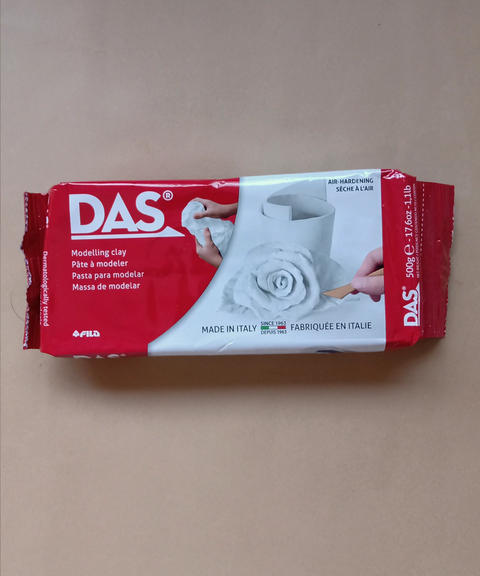 DAS®
Modelling clay
Pâte à modeler
Pasta para modelar
Massa de modelar
FILA
Dermatologically tested
AIR-HARDENING
SÈCHE À L'AIR
MADE IN ITALY
SINCE 1963
DEPUIS 1963
FABRIQUÉE EN ITALIE
DAS®
500g e - 17.6oz - 1.1lb
DAS